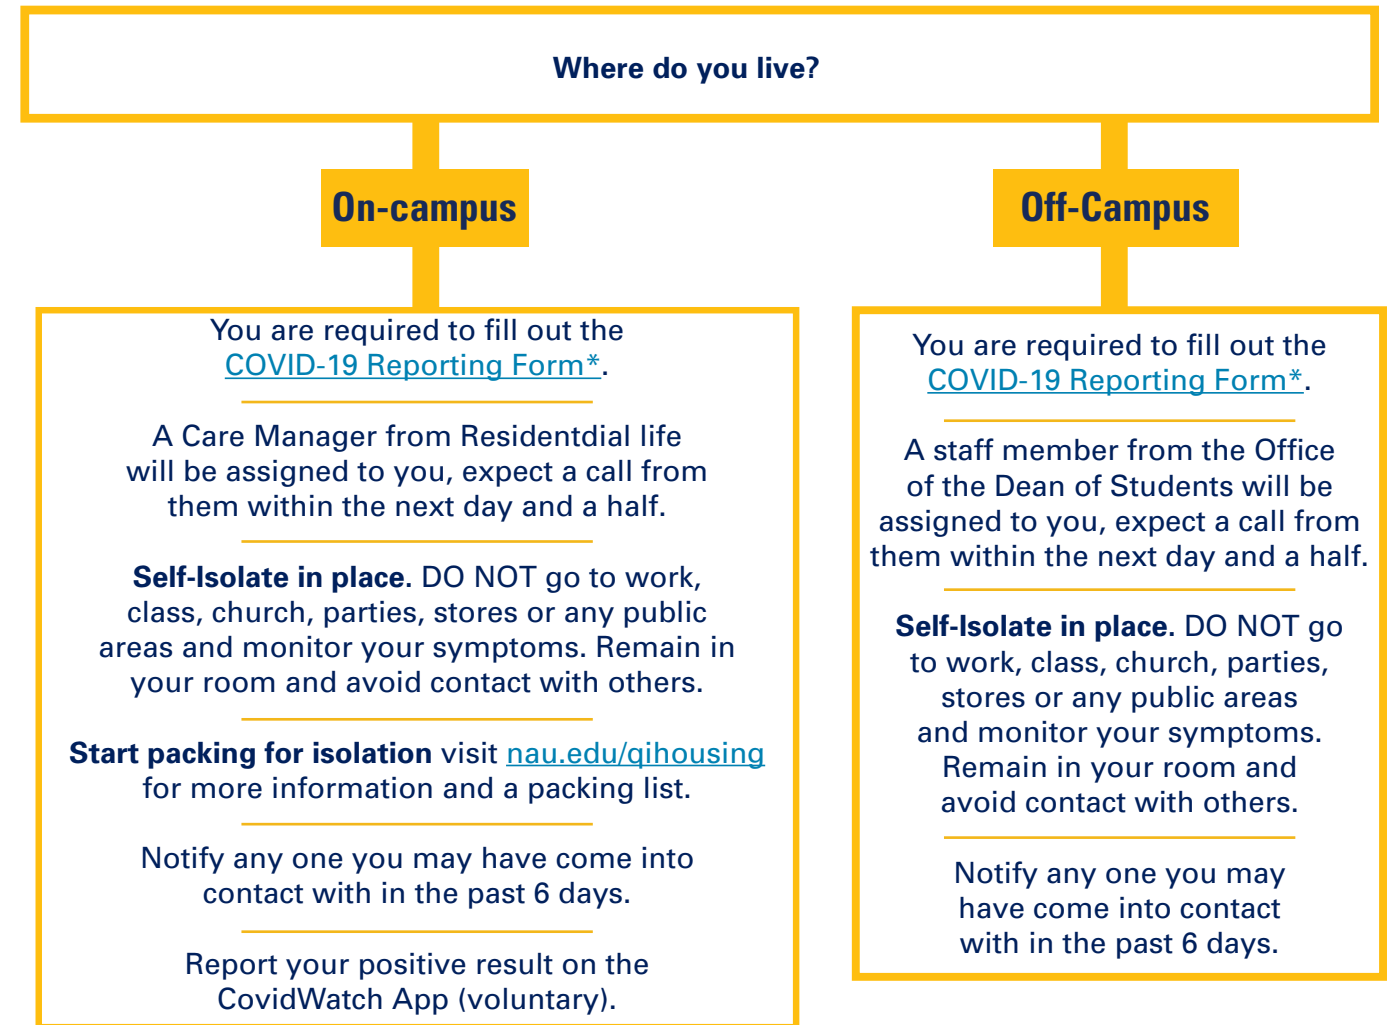 Where do you live?
On-campus
You are required to fill out the
COVID-19 Reporting Form*.
A Care Manager from Residentdial life
will be assigned to you, expect a call from
them within the next day and a half.
Self-Isolate in place. DO NOT go to work,
class, church, parties, stores or any public
areas and monitor your symptoms. Remain in
your room and avoid contact with others.
Start packing for isolation visit nau.edu/qihousing
for more information and a packing list.
Notify any one you may have come into
contact with in the past 6 days.
Report your positive result on the
CovidWatch App (voluntary).
Off-Campus
You are required to fill out the
COVID-19 Reporting Form*.
A staff member from the Office
of the Dean of Students will be
assigned to you, expect a call from
them within the next day and a half.
Self-Isolate in place. DO NOT go
to work, class, church, parties,
stores or any public areas
and monitor your symptoms.
Remain in your room and
avoid contact with others.
Notify any one you may
have come into contact
with in the past 6 days.